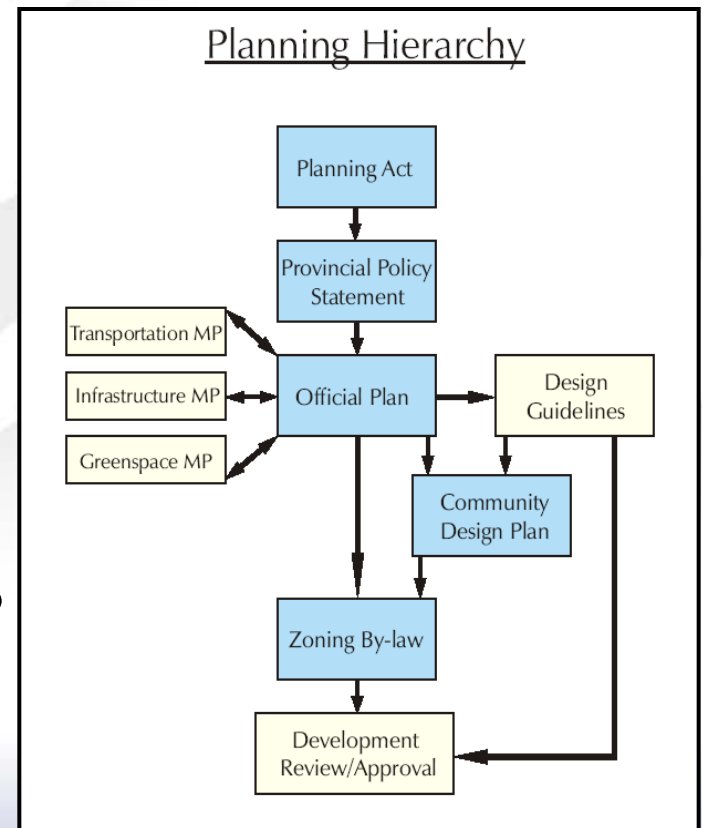 Planning Hierarchy
Planning Act
Provincial Policy
Statement
Transportation MP
Infrastructure MP
Greenspace MP
Official Plan
Design
Guidelines
Community
Design Plan
Zoning By-law
Development
Review/Approval
)